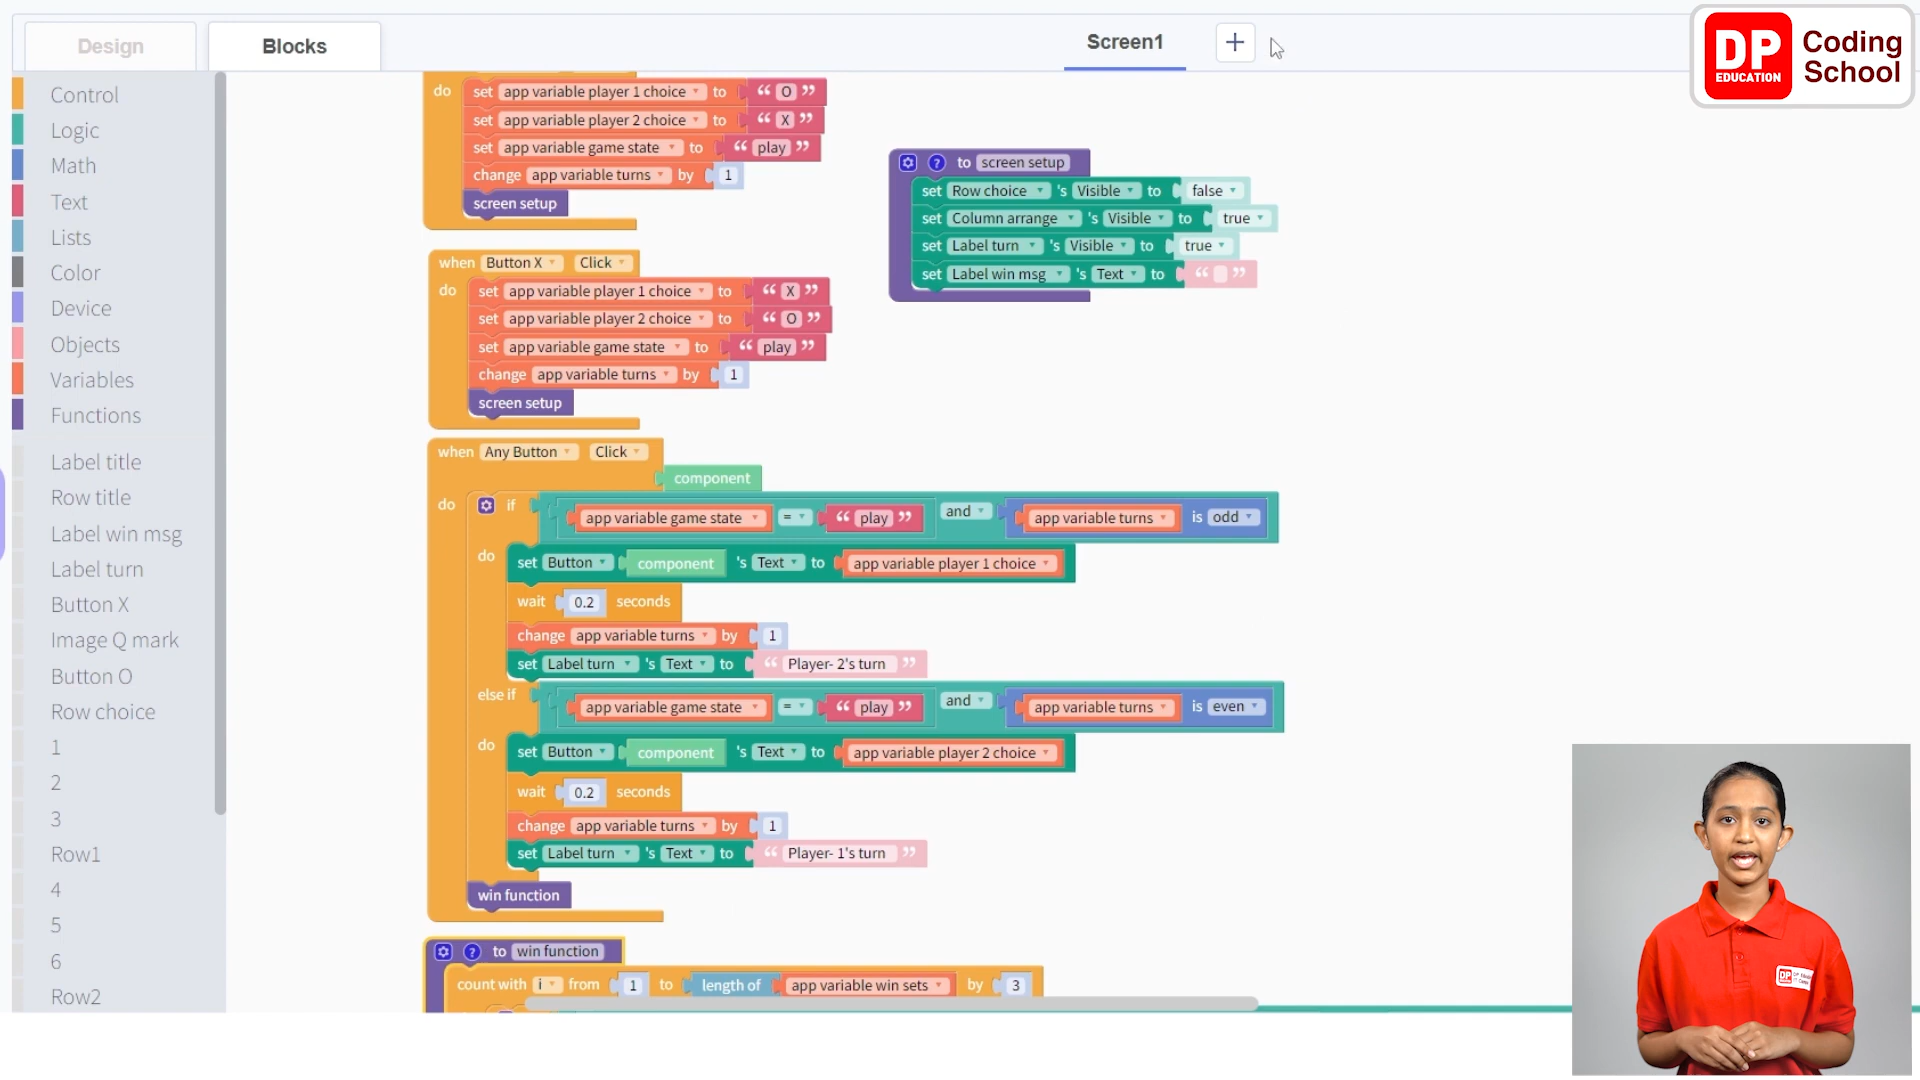 Design
Blocks
Screen1
+
DP
EDUCATION
Coding
School
Control
Logic
Math
Text
Lists
Color
Device
Objects
Variables
Functions
Label title
Row title
Label win msg
Label turn
Button X
Image Q mark
Button O
Row choice
1
2
3
Row1
4
5
6
Row2
do set app variable player 1 choice to “ O ”
set app variable player 2 choice to “ X ”
set app variable game state to “ play ”
change app variable turns by 1
screen setup
when Button X Click
do set app variable player 1 choice to “ X ”
set app variable player 2 choice to “ O ”
set app variable game state to “ play ”
change app variable turns by 1
screen setup
? to screen setup
set Row choice 's Visible to false
set Column arrange 's Visible to true
set Label turn 's Visible to true
set Label win msg 's Text to “ ”
when Any Button Click
component
do if app variable game state = “ play ” and app variable turns is odd
do set Button component 's Text to app variable player 1 choice
wait 0.2 seconds
change app variable turns by 1
set Label turn 's Text to “ Player- 2's turn ”
else if app variable game state = “ play ” and app variable turns is even
do set Button component 's Text to app variable player 2 choice
wait 0.2 seconds
change app variable turns by 1
set Label turn 's Text to “ Player- 1's turn ”
win function
? to win function
count with i from 1 to length of app variable win sets by 3